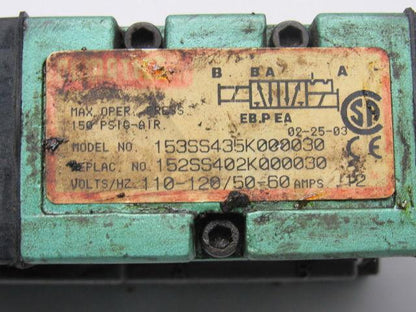 B B A A
EB.P EA
MAX. OPER. PRESS.
150 PSIG-AIR
02-25-03
MODEL NO. 153SS435K000030
REPLAC. NO. 152SS402K000030
VOLTS/HZ. 110-120/50-60 AMPS